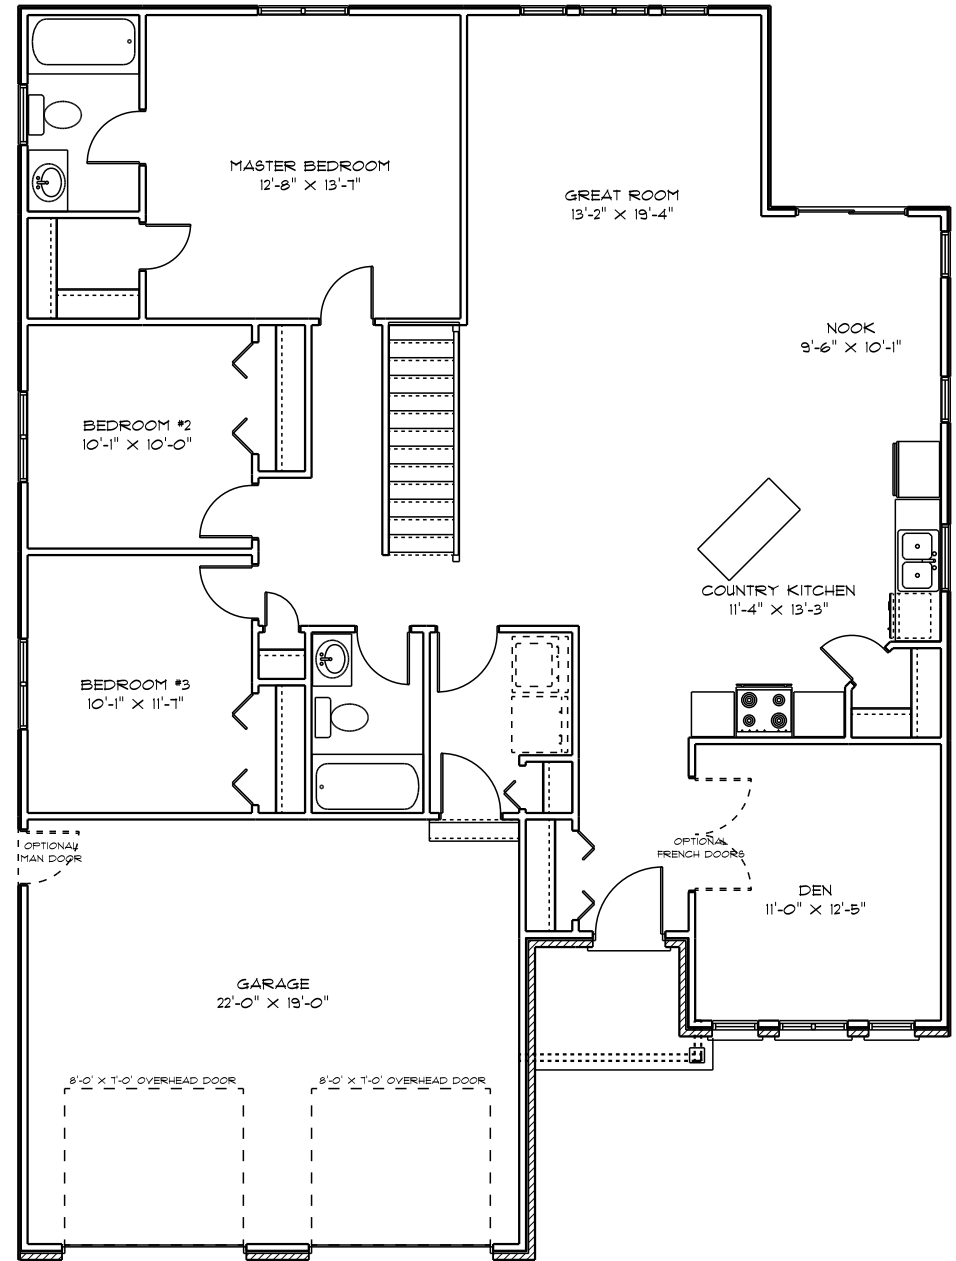 MASTER BEDROOM
12'-8" X 13'-7"
GREAT ROOM
13'-2" X 19'-4"
NOOK
9'-6" X 10'-1"
BEDROOM #2
10'-1" X 10'-0"
COUNTRY KITCHEN
11'-4" X 13'-3"
BEDROOM #3
10'-1" X 11'-7"
OPTIONAL
MAN DOOR
OPTIONAL
FRENCH DOORS
DEN
11'-0" X 12'-5"
GARAGE
22'-0" X 19'-0"
8'-0' X 7'-0' OVERHEAD DOOR
8'-0' X 7'-0' OVERHEAD DOOR